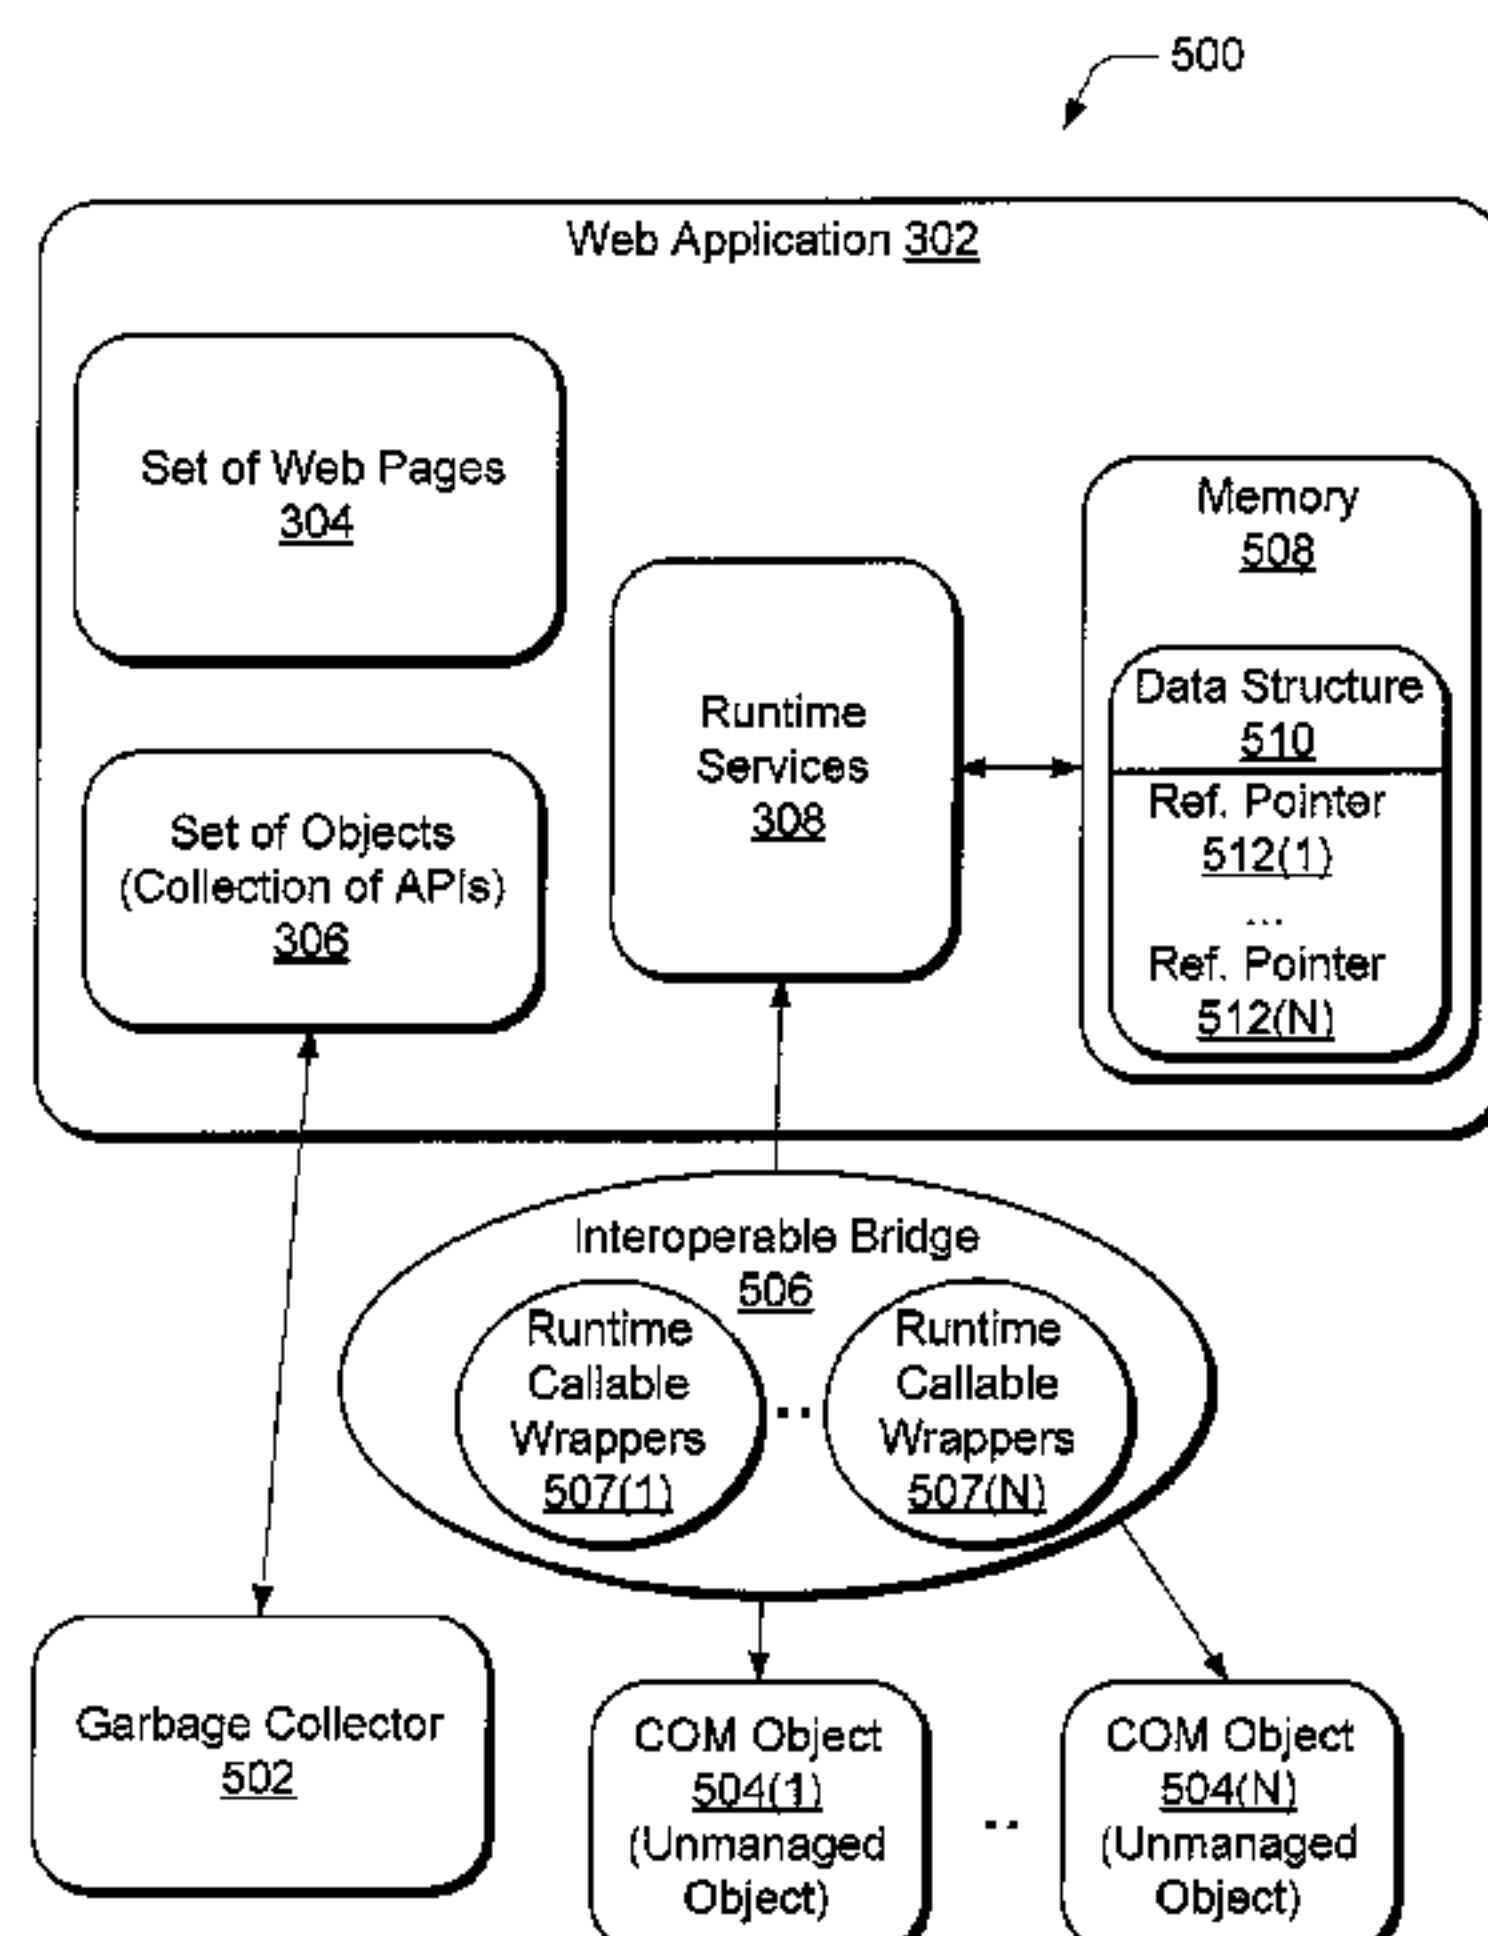 500
Web Application 302
Set of Web Pages
304
Memory
508
Data Structure
510
Ref. Pointer
512(1)
...
Ref. Pointer
512(N)
Runtime
Services
308
Set of Objects
(Collection of APIs)
306
Interoperable Bridge
506
Runtime
Callable
Wrappers
507(1)
..
Runtime
Callable
Wrappers
507(N)
Garbage Collector
502
COM Object
504(1)
(Unmanaged
Object)
..
COM Object
504(N)
(Unmanaged
Object)